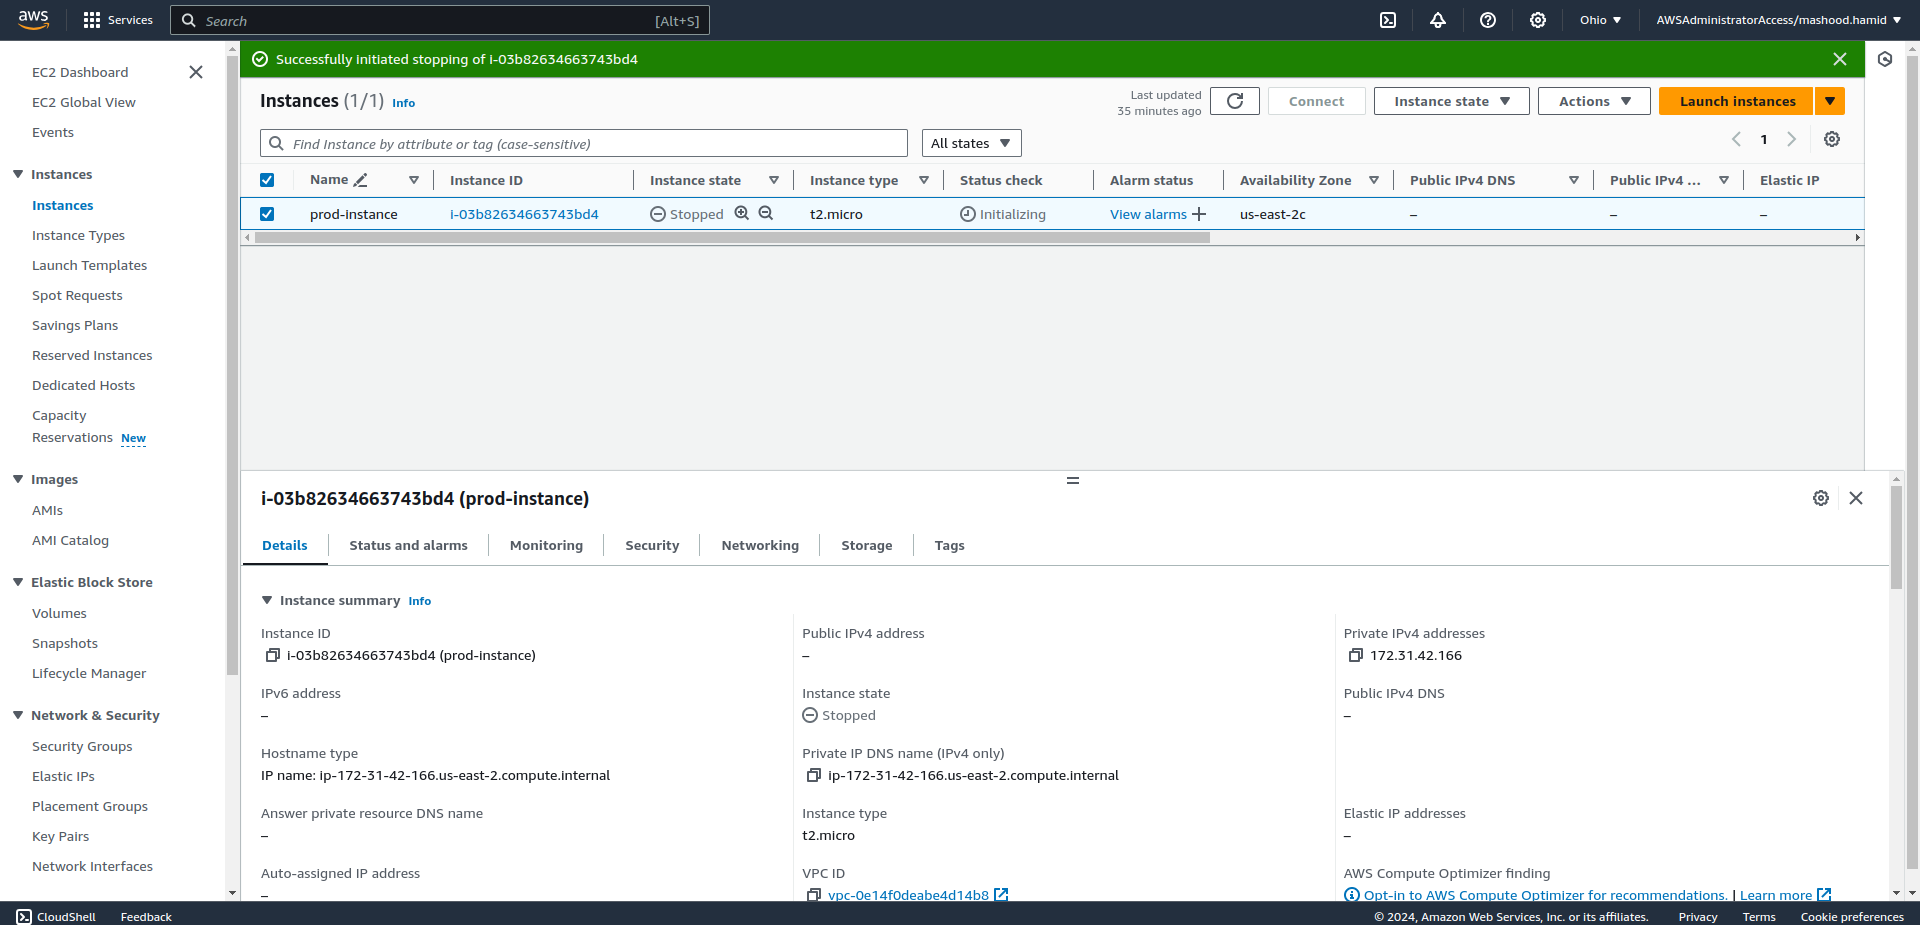 aws
Services
Search
[Alt+S]
Ohio
AWSAdministratorAccess/mashood.hamid
EC2 Dashboard
EC2 Global View
Events
Instances
Instances
Instance Types
Launch Templates
Spot Requests
Savings Plans
Reserved Instances
Dedicated Hosts
Capacity
Reservations New
Images
AMIs
AMI Catalog
Elastic Block Store
Volumes
Snapshots
Lifecycle Manager
Network & Security
Security Groups
Elastic IPs
Placement Groups
Key Pairs
Network Interfaces
Successfully initiated stopping of i-03b82634663743bd4
Instances (1/1) Info
Last updated
35 minutes ago
Connect
Instance state
Actions
Launch instances
Find Instance by attribute or tag (case-sensitive)
All states
1
Name Instance ID Instance state Instance type Status check Alarm status Availability Zone Public IPv4 DNS Public IPv4 ... Elastic IP
prod-instance i-03b82634663743bd4 Stopped t2.micro Initializing View alarms + us-east-2c – – –
i-03b82634663743bd4 (prod-instance)
Details Status and alarms Monitoring Security Networking Storage Tags
Instance summary Info
Instance ID
i-03b82634663743bd4 (prod-instance)
Public IPv4 address
–
Private IPv4 addresses
172.31.42.166
IPv6 address
–
Instance state
Stopped
Public IPv4 DNS
–
Hostname type
IP name: ip-172-31-42-166.us-east-2.compute.internal
Private IP DNS name (IPv4 only)
ip-172-31-42-166.us-east-2.compute.internal
Answer private resource DNS name
–
Instance type
t2.micro
Elastic IP addresses
–
Auto-assigned IP address
–
VPC ID
vpc-0e14f0deabe4d14b8
AWS Compute Optimizer finding
Opt-in to AWS Compute Optimizer for recommendations. | Learn more
CloudShell Feedback
© 2024, Amazon Web Services, Inc. or its affiliates. Privacy Terms Cookie preferences